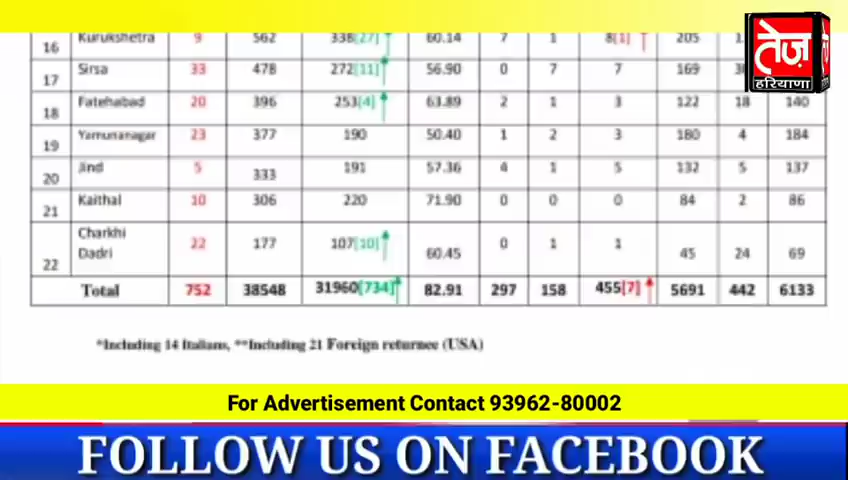 तेज़
हरियाणा
16 Kurukshetra 9 562 338[27] 60.14 7 1 8[1] 205
17 Sirsa 33 478 272[11] 56.90 0 7 7 169
18 Fatehabad 20 396 253[4] 63.89 2 1 3 122 18 140
19 Yamunanagar 23 377 190 50.40 1 2 3 180 4 184
20 Jind 5 333 191 57.36 4 1 5 132 5 137
21 Kaithal 10 306 220 71.90 0 0 0 84 2 86
22 Charkhi Dadri 22 177 107[10] 60.45 0 1 1 45 24 69
Total 752 38548 31960[734] 82.91 297 158 455[7] 5691 442 6133
*Including 14 Italians, **Including 21 Foreign returnee (USA)
For Advertisement Contact 93962-80002
FOLLOW US ON FACEBOOK